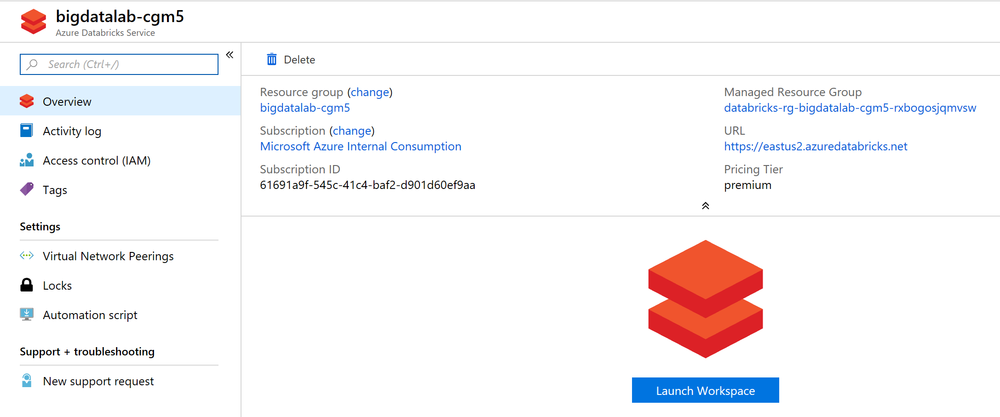 bigdatalab-cgm5
Azure Databricks Service
Search (Ctrl+/)
Overview
Activity log
Access control (IAM)
Tags
Settings
Virtual Network Peerings
Locks
Automation script
Support + troubleshooting
New support request
Delete
Resource group (change)
bigdatalab-cgm5
Subscription (change)
Microsoft Azure Internal Consumption
Subscription ID
61691a9f-545c-41c4-baf2-d901d60ef9aa
Managed Resource Group
databricks-rg-bigdatalab-cgm5-rxbogosjqmvsw
URL
https://eastus2.azuredatabricks.net
Pricing Tier
premium
Launch Workspace